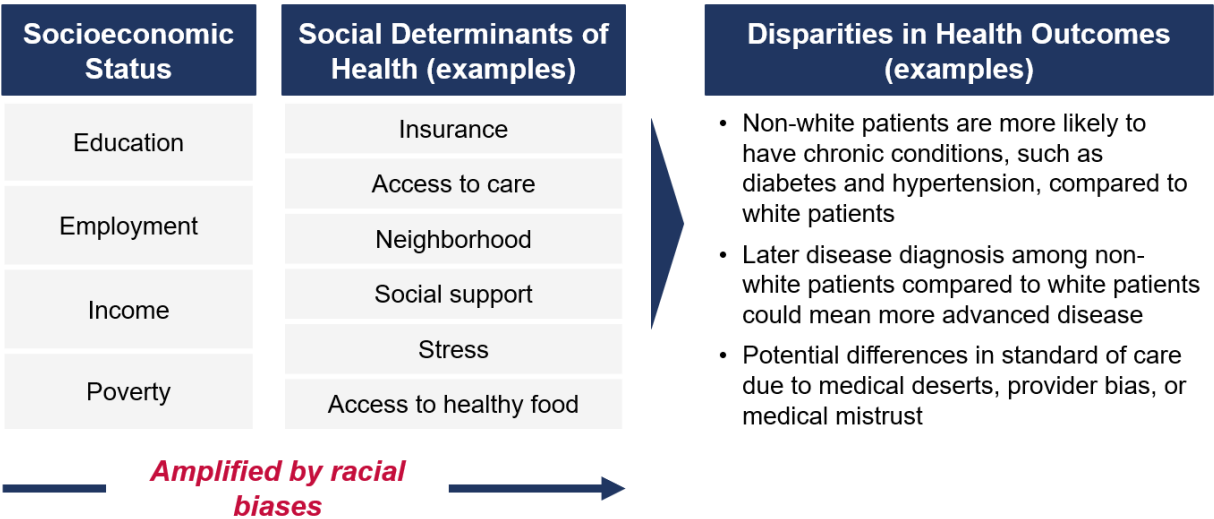 Socioeconomic
Status
Education
Employment
Income
Poverty
Social Determinants of
Health (examples)
Insurance
Access to care
Neighborhood
Social support
Stress
Access to healthy food
Amplified by racial
biases
Disparities in Health Outcomes
(examples)
• Non-white patients are more likely to
have chronic conditions, such as
diabetes and hypertension, compared to
white patients
• Later disease diagnosis among non-
white patients compared to white patients
could mean more advanced disease
• Potential differences in standard of care
due to medical deserts, provider bias, or
medical mistrust